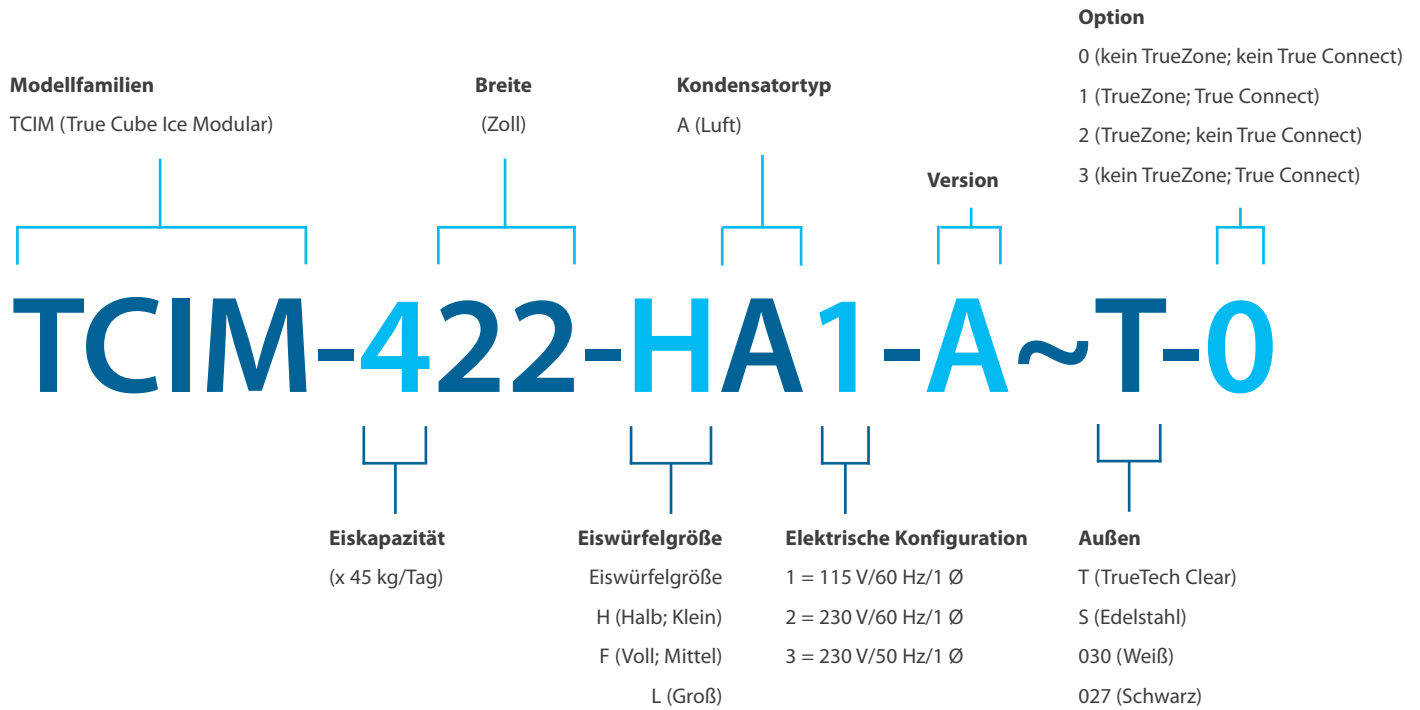 Option
0 (kein TrueZone; kein True Connect)
1 (TrueZone; True Connect)
2 (TrueZone; kein True Connect)
3 (kein TrueZone; True Connect)
Modellfamilien
TCIM (True Cube Ice Modular)
Breite
(Zoll)
Kondensatortyp
A (Luft)
Version
TCIM-422-HA1-A~T-0
Eiskapazität
(x 45 kg/Tag)
Eiswürfelgröße
Eiswürfelgröße
H (Halb; Klein)
F (Voll; Mittel)
L (Groß)
Elektrische Konfiguration
1 = 115 V/60 Hz/1 Ø
2 = 230 V/60 Hz/1 Ø
3 = 230 V/50 Hz/1 Ø
Außen
T (TrueTech Clear)
S (Edelstahl)
030 (Weiß)
027 (Schwarz)